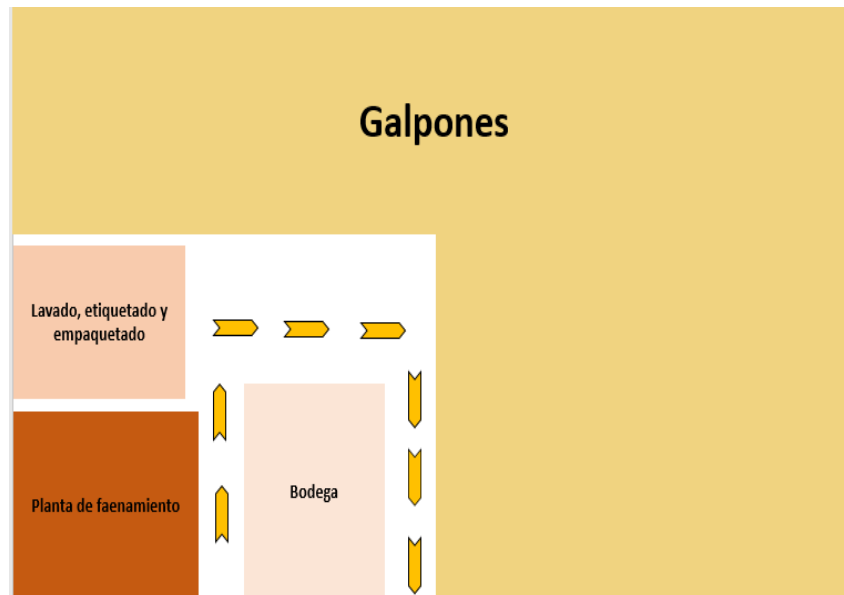 Galpones
Lavado, etiquetado y
empaquetado
Planta de faenamiento
Bodega